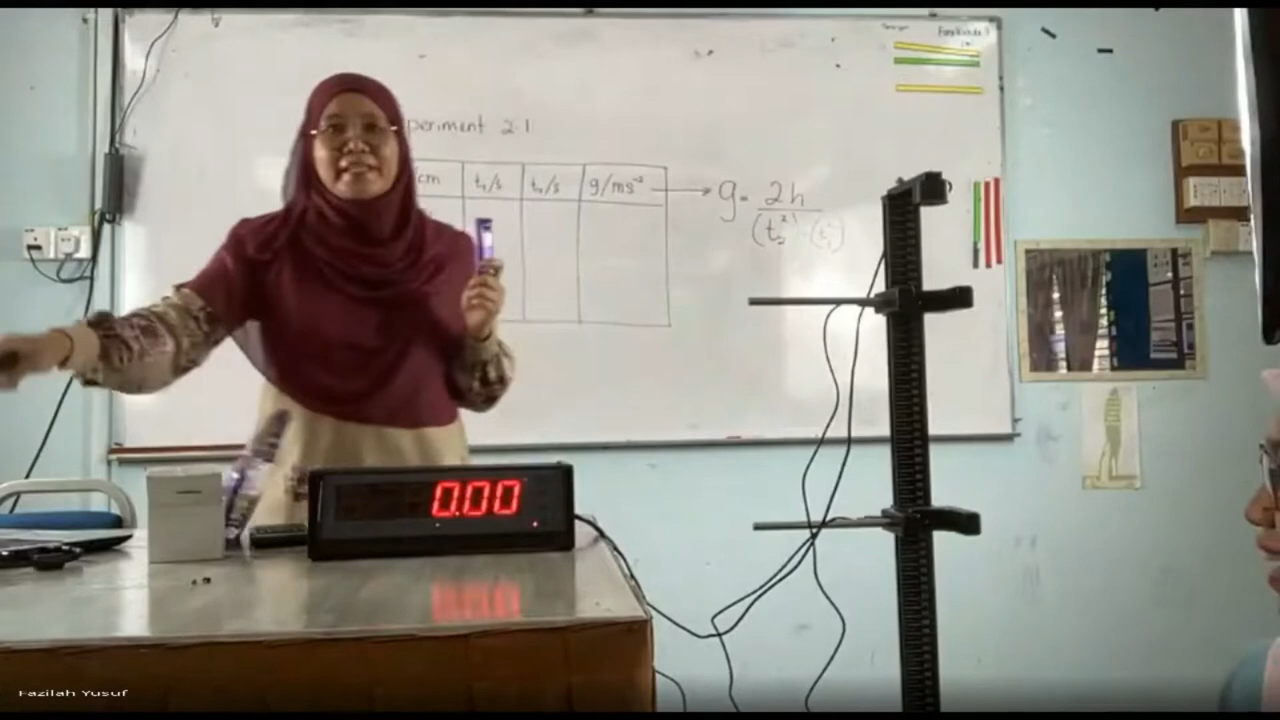 periment 2.1
/cm t₁/s t₂/s g/ms⁻²
g = 2h
(t₂²) - (t₁²)
0.00
Fazilah Yusuf